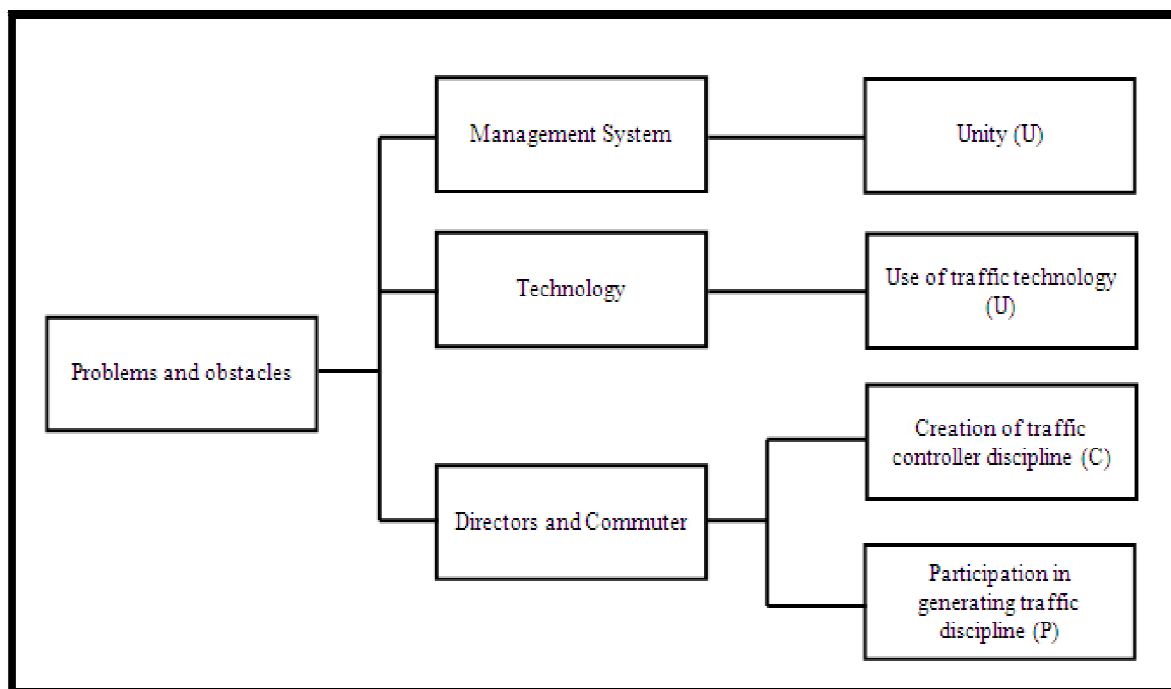 Management System
Unity (U)
Technology
Use of traffic technology
(U)
Problems and obstacles
Creation of traffic
controller discipline (C)
Directors and Commuter
Participation in
generating traffic
discipline (P)